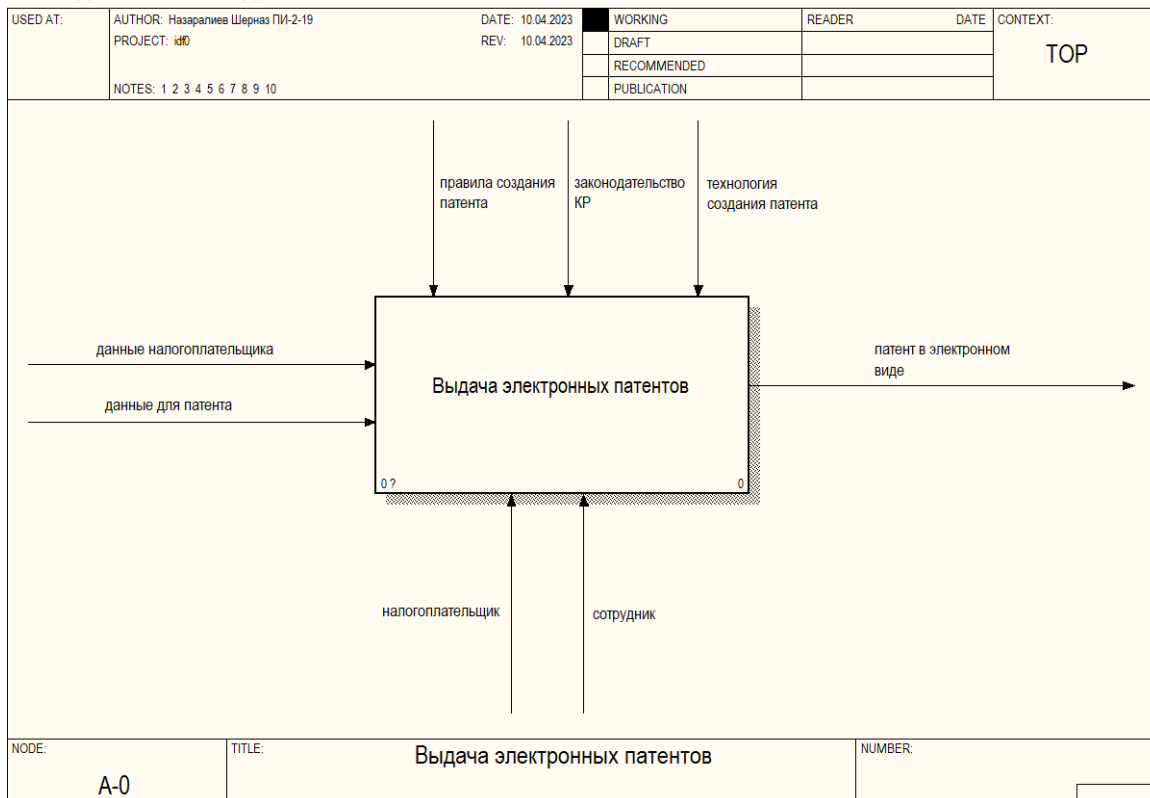 USED AT:
AUTHOR: Назаралиев Шерназ ПИ-2-19
DATE: 10.04.2023
PROJECT: idf0
REV: 10.04.2023
NOTES: 1 2 3 4 5 6 7 8 9 10
WORKING
DRAFT
RECOMMENDED
PUBLICATION
READER
DATE
CONTEXT:
TOP
правила создания
патента
законодательство
КР
технология
создания патента
данные налогоплательщика
данные для патента
Выдача электронных патентов
0 ?
0
патент в электронном
виде
налогоплательщик
сотрудник
NODE:
A-0
TITLE:
Выдача электронных патентов
NUMBER: